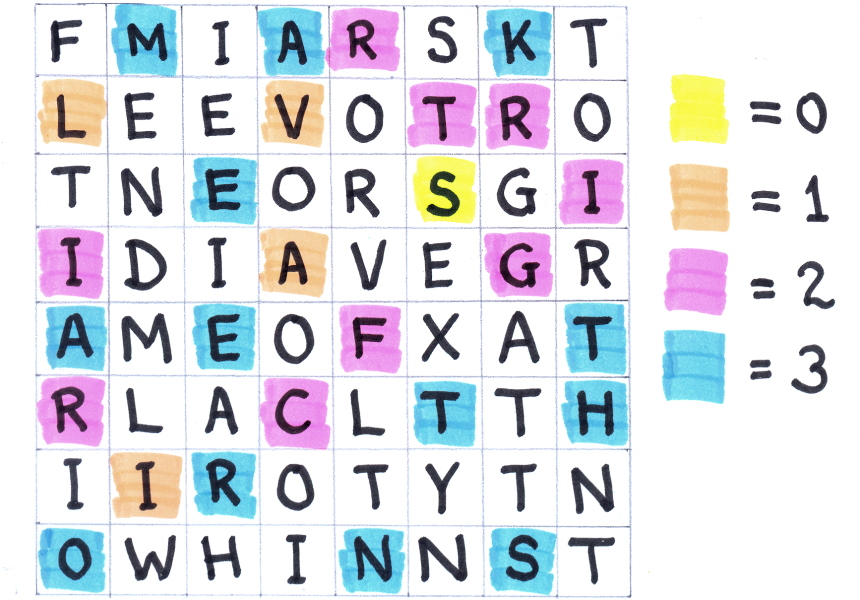 F M I A R S K T
L E E V O T R O
T N E O R S G I
I D I A V E G R
A M E O F X A T
R L A C L T T H
I I R O T Y T N
O W H I N N S T
= 0
= 1
= 2
= 3